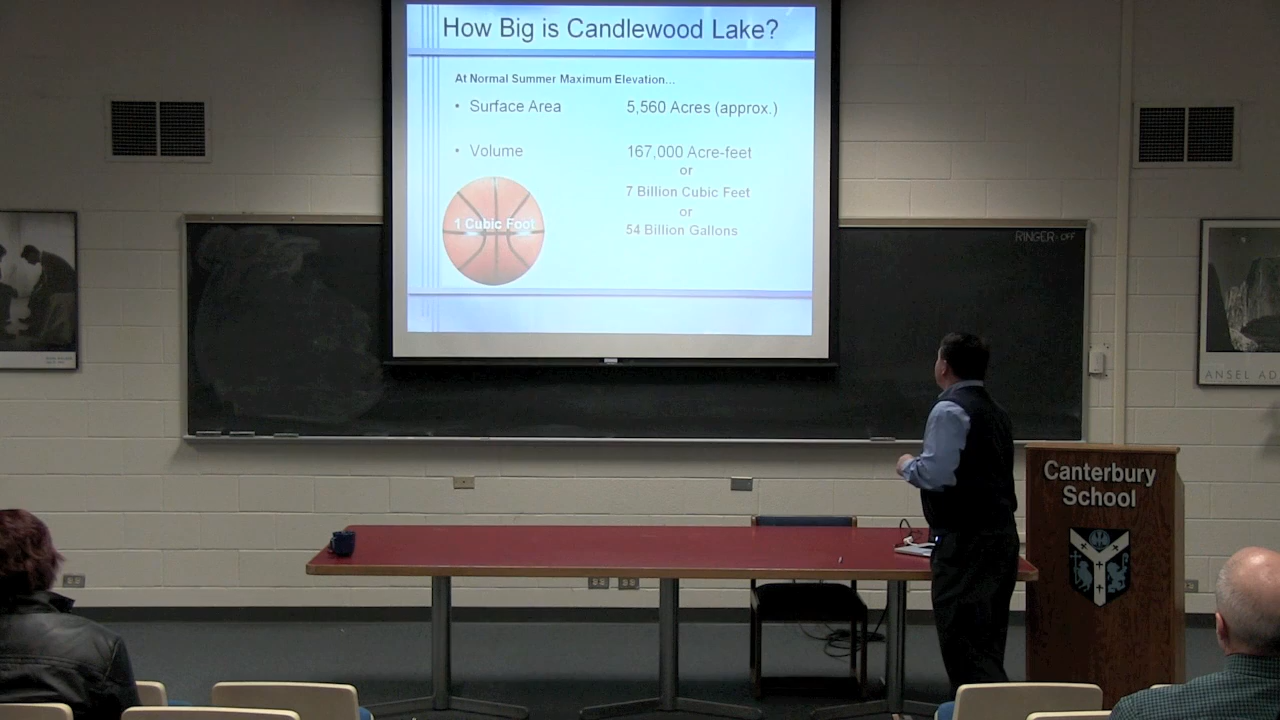 How Big is Candlewood Lake?
At Normal Summer Maximum Elevation...
• Surface Area 5,560 Acres (approx.)
• Volume 167,000 Acre-feet
or
7 Billion Cubic Feet
or
54 Billion Gallons
1 Cubic Foot
RINGER-OFF
ANSEL AD
Canterbury
School